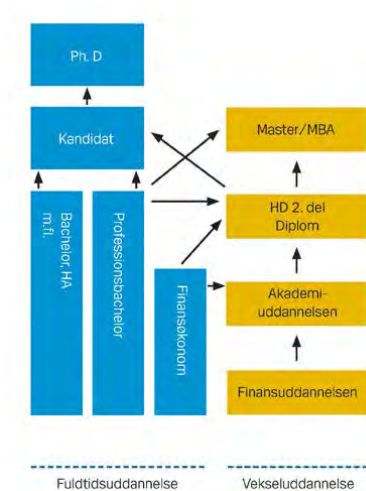 Ph. D
Kandidat
Master/MBA
Bachelor, HA
m.fl.
Professionsbachelor
HD 2. del
Diplom
Finansøkonom
Akademi-
uddannelsen
Finansuddannelsen
Fuldtidsuddannelse
Vekseluddannelse